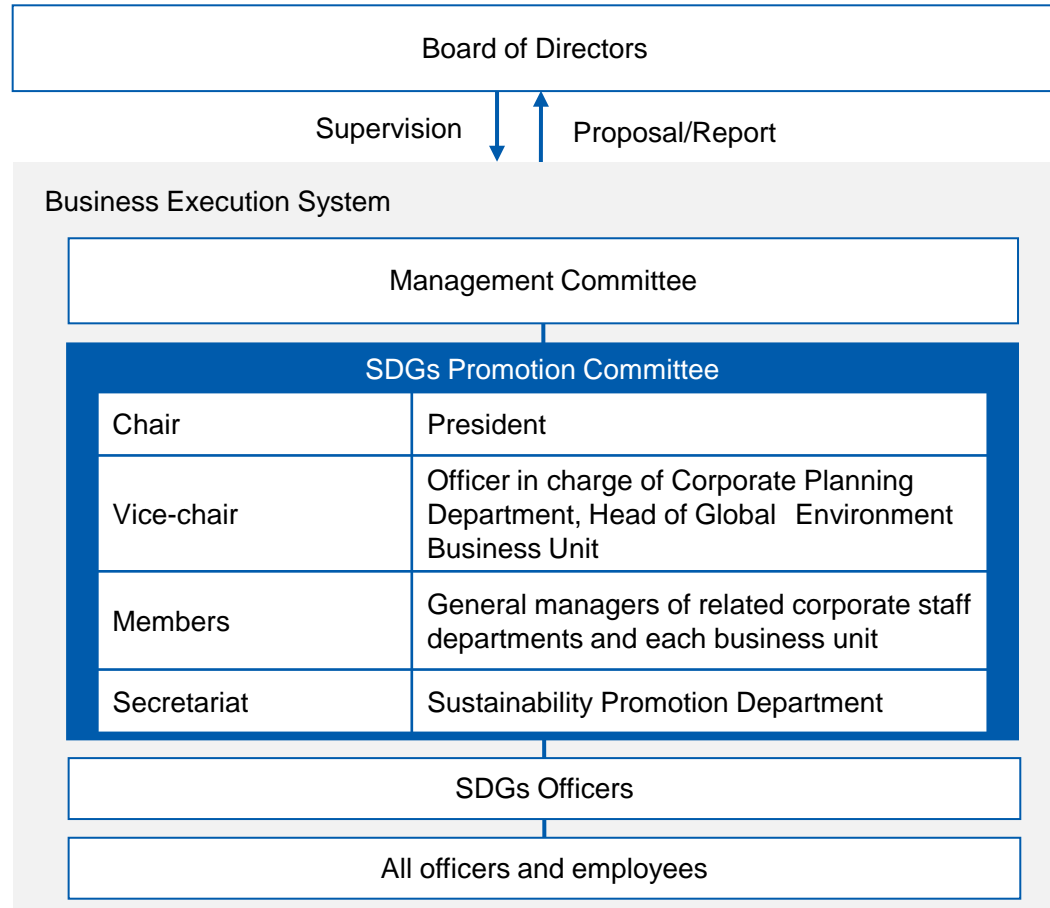 Board of Directors
Supervision
Proposal/Report
Business Execution System
Management Committee
SDGs Promotion Committee
Chair
President
Vice-chair
Officer in charge of Corporate Planning
Department, Head of Global Environment
Business Unit
Members
General managers of related corporate staff
departments and each business unit
Secretariat
Sustainability Promotion Department
SDGs Officers
All officers and employees